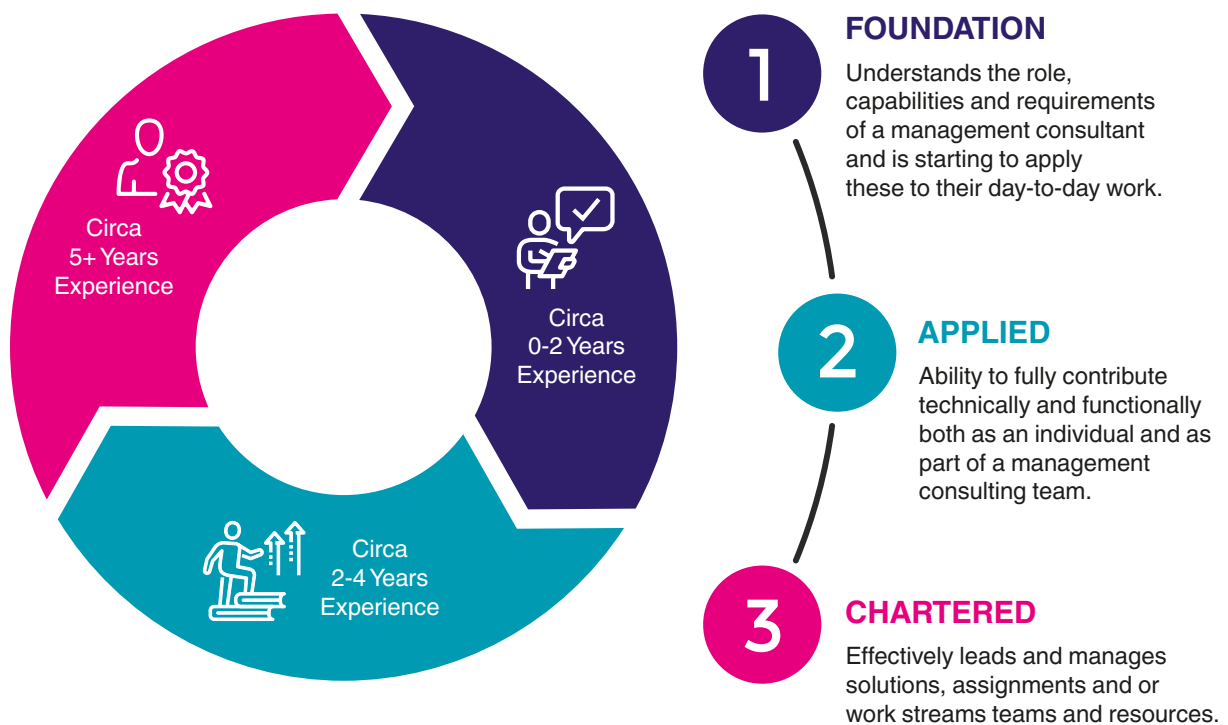 Circa
5+ Years
Experience
Circa
0-2 Years
Experience
Circa
2-4 Years
Experience
1
FOUNDATION
Understands the role,
capabilities and requirements
of a management consultant
and is starting to apply
these to their day-to-day work.
2
APPLIED
Ability to fully contribute
technically and functionally
both as an individual and as
part of a management
consulting team.
3
CHARTERED
Effectively leads and manages
solutions, assignments and or
work streams teams and resources.